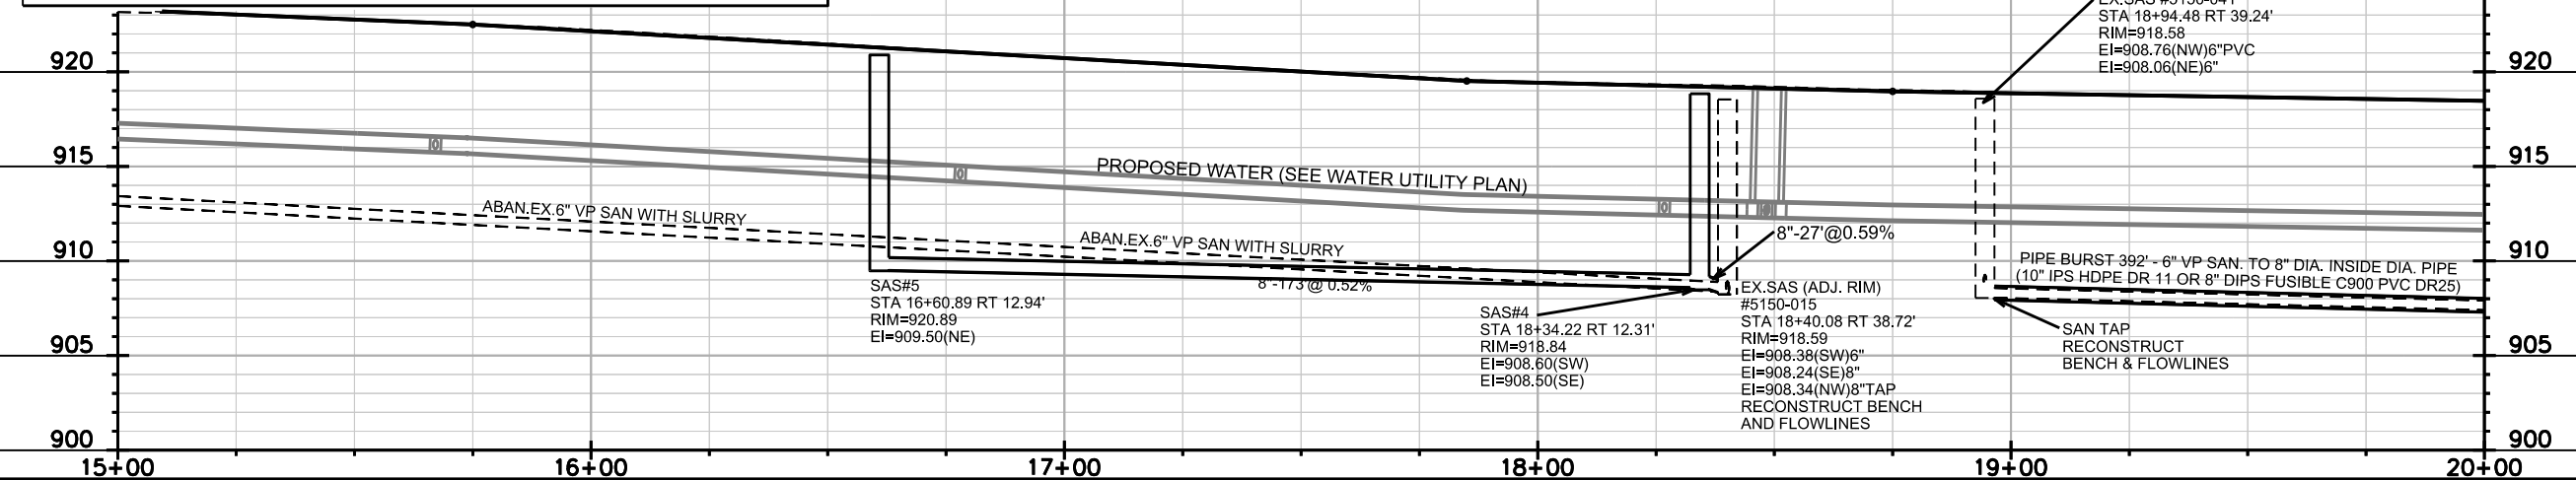 EX.SAS #5150-041
STA 18+94.48 RT 39.24'
RIM=918.58
EI=908.76(NW)6"PVC
EI=908.06(NE)6"
920
920
915
915
PROPOSED WATER (SEE WATER UTILITY PLAN)
ABAN.EX.6" VP SAN WITH SLURRY
ABAN.EX.6" VP SAN WITH SLURRY
8"-27'@0.59%
910
910
PIPE BURST 392' - 6" VP SAN. TO 8" DIA. INSIDE DIA. PIPE
(10" IPS HDPE DR 11 OR 8" DIPS FUSIBLE C900 PVC DR25)
8"-173'@ 0.52%
SAS#5
STA 16+60.89 RT 12.94'
RIM=920.89
EI=909.50(NE)
SAS#4
STA 18+34.22 RT 12.31'
RIM=918.84
EI=908.60(SW)
EI=908.50(SE)
EX.SAS (ADJ. RIM)
#5150-015
STA 18+40.08 RT 38.72'
RIM=918.59
EI=908.38(SW)6"
EI=908.24(SE)8"
EI=908.34(NW)8"TAP
RECONSTRUCT BENCH
AND FLOWLINES
SAN TAP
RECONSTRUCT
BENCH & FLOWLINES
905
905
900
900
15+00
16+00
17+00
18+00
19+00
20+00